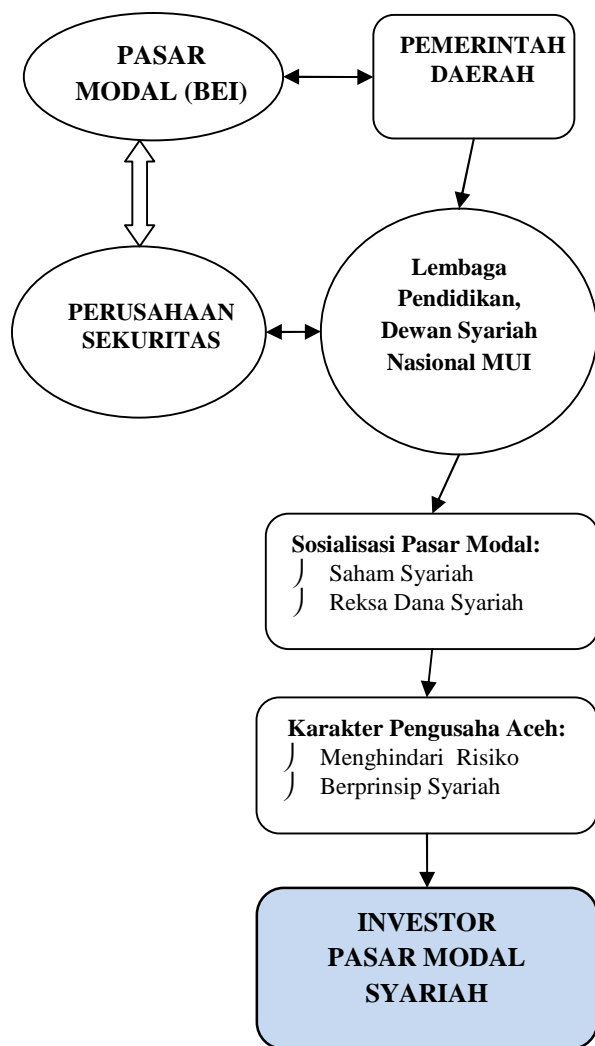 PASAR
MODAL (BEI)
PEMERINTAH
DAERAH
PERUSAHAAN
SEKURITAS
Lembaga
Pendidikan,
Dewan Syariah
Nasional MUI
Sosialisasi Pasar Modal:
⌡ Saham Syariah
⌡ Reksa Dana Syariah
Karakter Pengusaha Aceh:
⌡ Menghindari Risiko
⌡ Berprinsip Syariah
INVESTOR
PASAR MODAL
SYARIAH